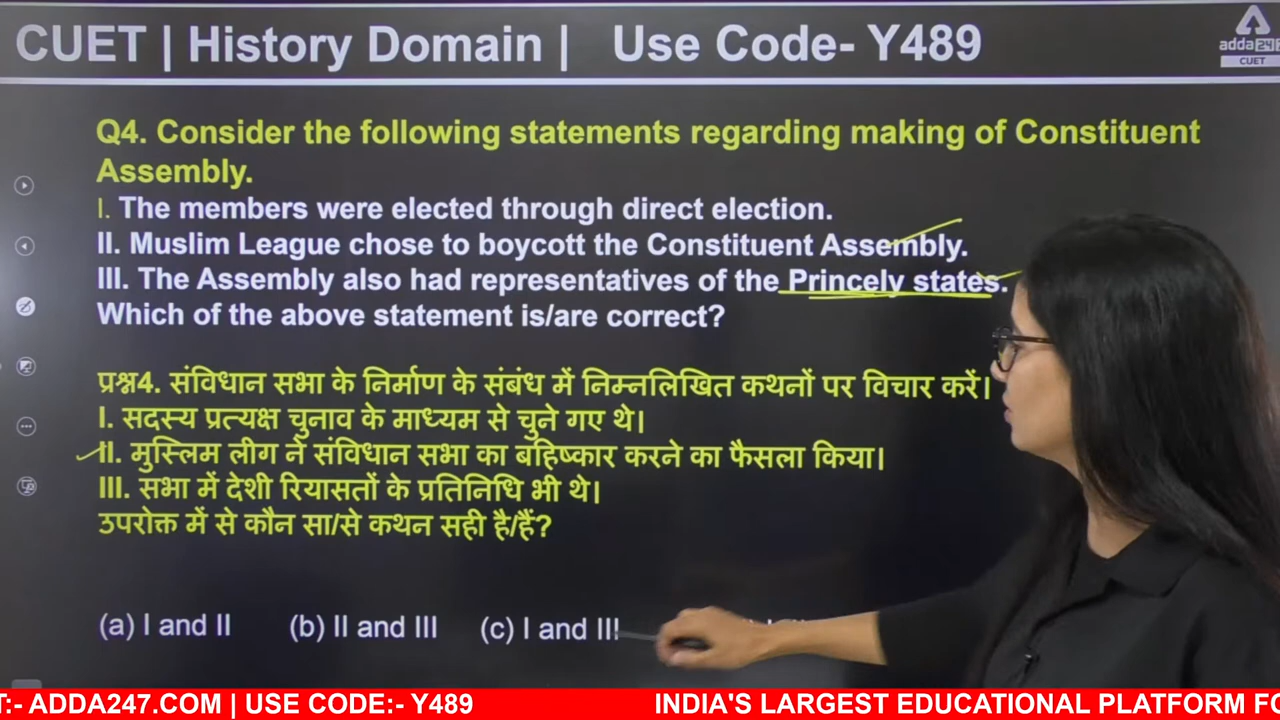 CUET | History Domain | Use Code- Y489
adda247
CUET
Q4. Consider the following statements regarding making of Constituent
Assembly.
I. The members were elected through direct election.
II. Muslim League chose to boycott the Constituent Assembly.
III. The Assembly also had representatives of the Princely states.
Which of the above statement is/are correct?
प्रश्न4. संविधान सभा के निर्माण के संबंध में निम्नलिखित कथनों पर विचार करें।
I. सदस्य प्रत्यक्ष चुनाव के माध्यम से चुने गए थे।
II. मुस्लिम लीग ने संविधान सभा का बहिष्कार करने का फैसला किया।
III. सभा में देशी रियासतों के प्रतिनिधि भी थे।
उपरोक्त में से कौन सा/से कथन सही है/हैं?
(a) I and II (b) II and III (c) I and III
T:- ADDA247.COM | USE CODE:- Y489 INDIA'S LARGEST EDUCATIONAL PLATFORM FO